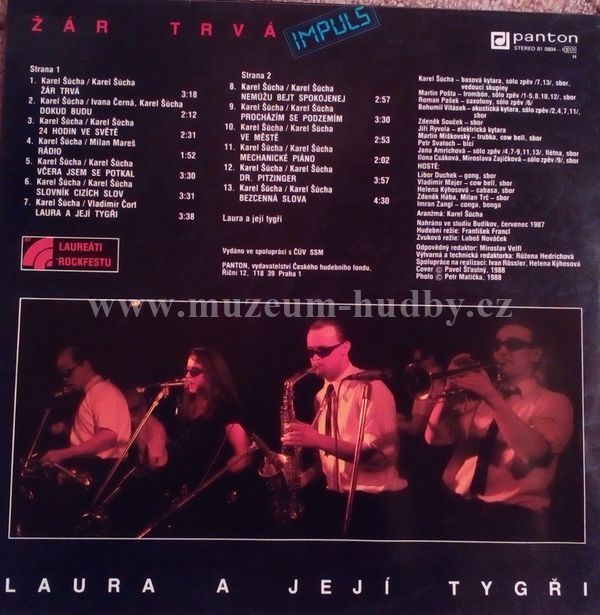 ŽÁR TRVÁ
IMPULS
panton
STEREO 81 0804
H
Strana 1
1 Karel Šůcha / Karel Šůcha
ŽÁR TRVÁ 3:18
2 Karel Šůcha / Ivana Černá, Karel Šůcha
DOKUD BUDU 2:12
3 Karel Šůcha / Karel Šůcha
24 HODIN VE SVĚTĚ 2:31
4 Karel Šůcha / Milan Mareš
RÁDIO 1:52
5 Karel Šůcha / Karel Šůcha
VČERA JSEM SE POTKAL 2:30
6 Karel Šůcha / Karel Šůcha
SLOVNÍK CIZÍCH SLOV 3:31
7 Karel Šůcha / Vladimír Čort
LAURA A JEJÍ TYGŘI 3:38
LAUREÁTI
ROCKFESTU
Strana 2
8 Karel Šůcha / Karel Šůcha
NEMŮŽU BEJT SPOKOJENEJ 2:57
9 Karel Šůcha / Karel Šůcha
PROCHÁZÍM SE PODZEMÍM 3:30
10 Karel Šůcha / Karel Šůcha
VE MĚSTĚ 2:03
11 Karel Šůcha / Karel Šůcha
MECHANICKÉ PIÁNO 2:02
12 Karel Šůcha / Karel Šůcha
DR. PITZINGER 2:57
13 Karel Šůcha / Karel Šůcha
BEZCENNÁ SLOVA 4:30
Laura a její tygři
Vydáno ve spolupráci s ČÚV SSM
PANTON, vydavatelství Českého hudebního fondu,
Říční 12, 118 39 Praha 1
Karel Šůcha – basová kytara, sólo zpěv /7,13/, sbor,
vedoucí skupiny
Martin Pošta – trombón, sólo zpěv /1-5,8,10,12/, sbor
Roman Pašek – saxofony, sólo zpěv /6/
Bohumil Vitásek – akustická kytara, sólo zpěv /2,4,7,11/,
sbor
Zdeněk Souček – sbor
Jiří Ryvola – elektrická kytara
Martin Miškovský – trubka, cow bell, sbor
Petr Svaloch – bicí
Jana Amrichová – sólo zpěv /4,7-9,11,13/, flétna, sbor
Ilona Csáková, Miroslava Zajíčková – sólo zpěv /9/, sbor
HOSTÉ:
Libor Duchek – gong, sbor
Vladimír Majer – cow bell, sbor
Helena Kýhosová – cabasa, sbor
Zdeněk Hába, Milan Trč – sbor
Imran Zangi – conga, bonga
Aranžmá: Karel Šůcha
Nahráno ve studiu Budíkov, červenec 1987
Hudební režie: František Francl
Zvuková režie: Luboš Nováček
Odpovědný redaktor: Miroslav Velfl
Výtvarná a technická redaktorka: Růžena Hedrichová
Spolupráce na realizaci: Ivan Rössler, Helena Kýhosová
Cover © Pavel Šťastný, 1988
Photo © Petr Matička, 1988
www.muzeum-hudby.cz
LAURA A JEJÍ TYGŘI